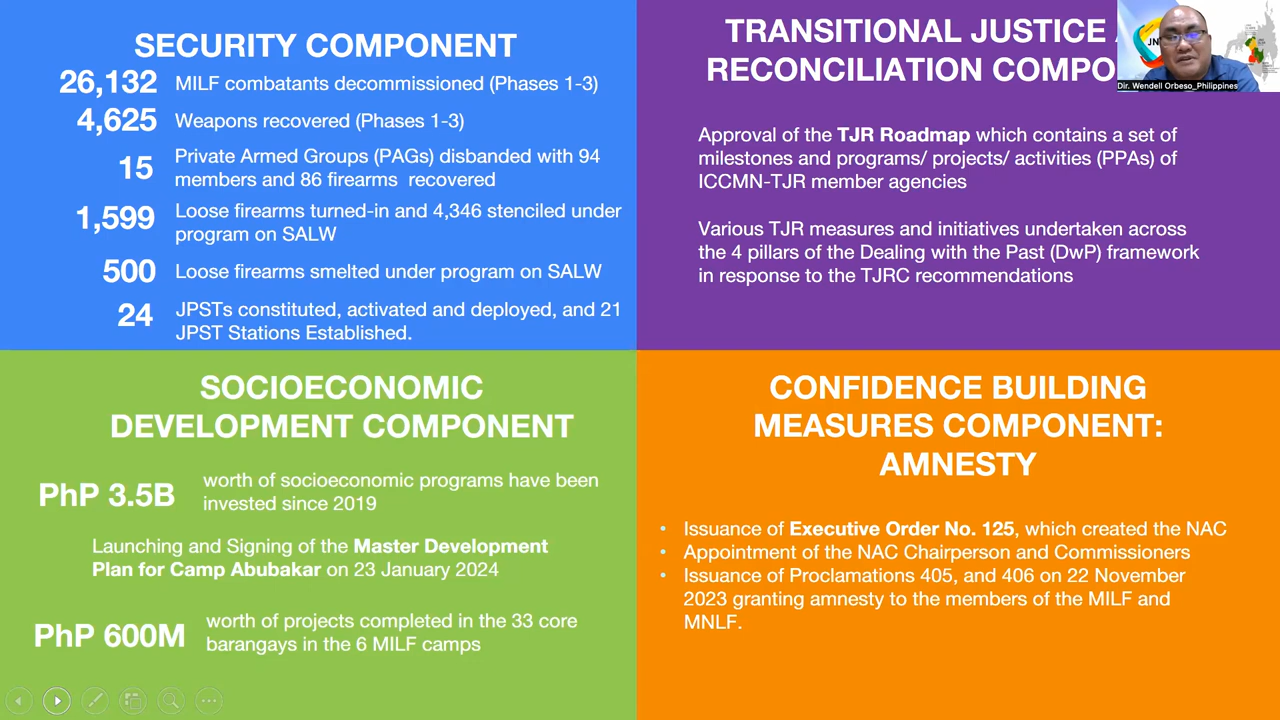 SECURITY COMPONENT
26,132 MILF combatants decommissioned (Phases 1-3)
4,625 Weapons recovered (Phases 1-3)
15 Private Armed Groups (PAGs) disbanded with 94
members and 86 firearms recovered
1,599 Loose firearms turned-in and 4,346 stenciled under
program on SALW
500 Loose firearms smelted under program on SALW
24 JPSTs constituted, activated and deployed, and 21
JPST Stations Established.
TRANSITIONAL JUSTICE
RECONCILIATION COMPO
JN
Dir. Wendell Orbeso_Philippines
Approval of the TJR Roadmap which contains a set of
milestones and programs/ projects/ activities (PPAs) of
ICCMN-TJR member agencies
Various TJR measures and initiatives undertaken across
the 4 pillars of the Dealing with the Past (DwP) framework
in response to the TJRC recommendations
SOCIOECONOMIC
DEVELOPMENT COMPONENT
PhP 3.5B worth of socioeconomic programs have been
invested since 2019
Launching and Signing of the Master Development
Plan for Camp Abubakar on 23 January 2024
PhP 600M worth of projects completed in the 33 core
barangays in the 6 MILF camps
CONFIDENCE BUILDING
MEASURES COMPONENT:
AMNESTY
• Issuance of Executive Order No. 125, which created the NAC
• Appointment of the NAC Chairperson and Commissioners
• Issuance of Proclamations 405, and 406 on 22 November
2023 granting amnesty to the members of the MILF and
MNLF.